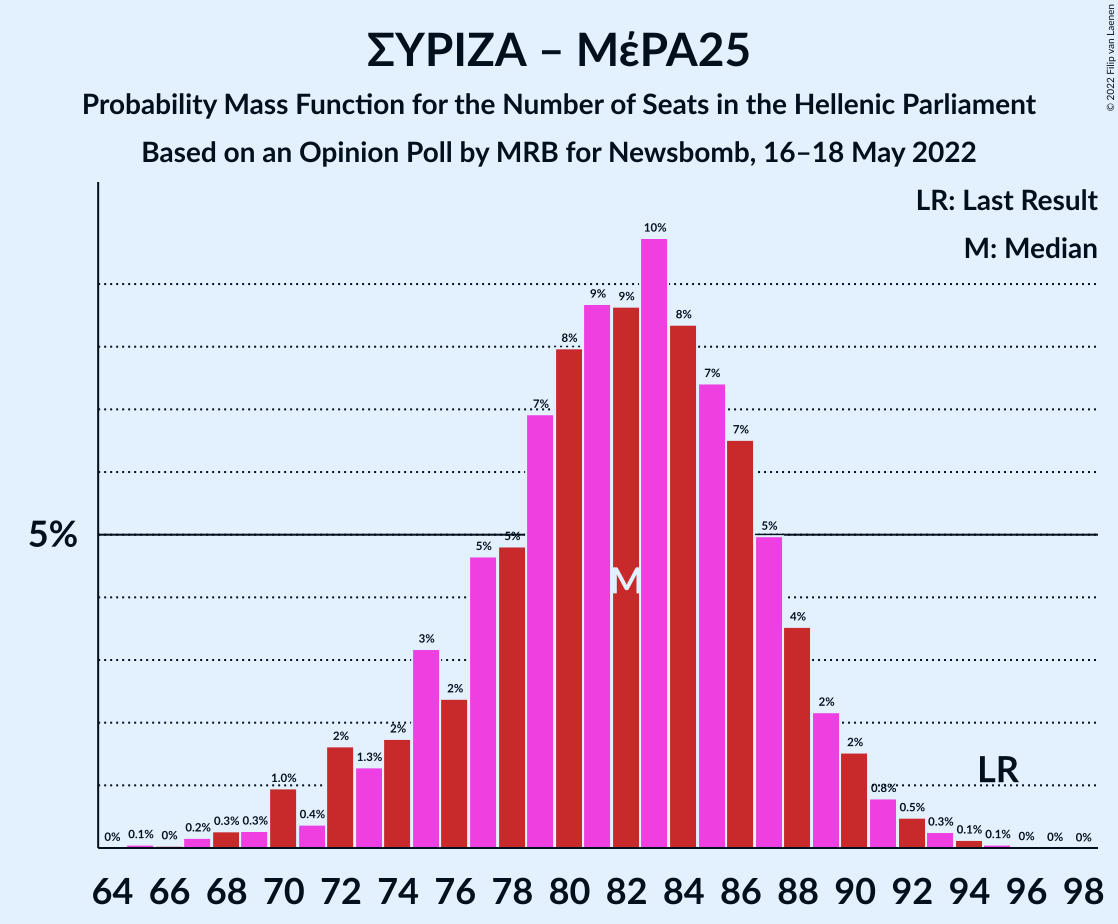 ΣΥΡΙΖΑ – ΜέΡΑ25
Probability Mass Function for the Number of Seats in the Hellenic Parliament
Based on an Opinion Poll by MRB for Newsbomb, 16–18 May 2022
© 2022 Filip van Laenen
LR: Last Result
M: Median
5%
0% 0.1% 0% 0.2% 0.3% 0.3% 1.0% 0.4% 2% 1.3% 2% 3% 2% 5% 5% 7% 8% 9% 9% 10% 8% 7% 7% 5% 4% 2% 2% 0.8% 0.5% 0.3% 0.1% 0.1% 0% 0% 0%
M
LR
64 66 68 70 72 74 76 78 80 82 84 86 88 90 92 94 96 98